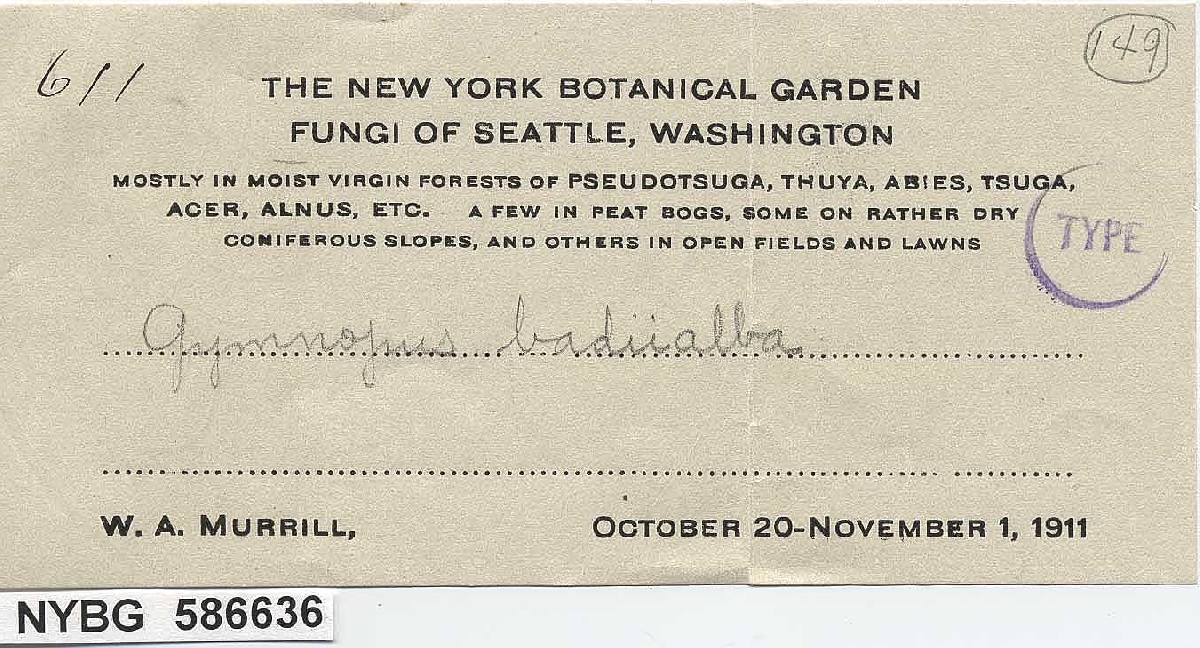 611
149
THE NEW YORK BOTANICAL GARDEN
FUNGI OF SEATTLE, WASHINGTON
MOSTLY IN MOIST VIRGIN FORESTS OF PSEUDOTSUGA, THUYA, ABIES, TSUGA,
ACER, ALNUS, ETC. A FEW IN PEAT BOGS, SOME ON RATHER DRY
CONIFEROUS SLOPES, AND OTHERS IN OPEN FIELDS AND LAWNS
TYPE
Gymnopus badiialba
W. A. MURRILL, OCTOBER 20-NOVEMBER 1, 1911
NYBG 586636